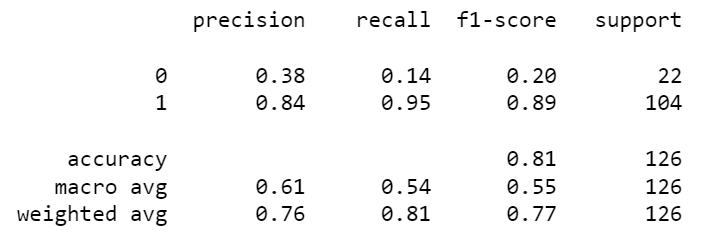 precision recall f1-score support
0 0.38 0.14 0.20 22
1 0.84 0.95 0.89 104
accuracy 0.81 126
macro avg 0.61 0.54 0.55 126
weighted avg 0.76 0.81 0.77 126